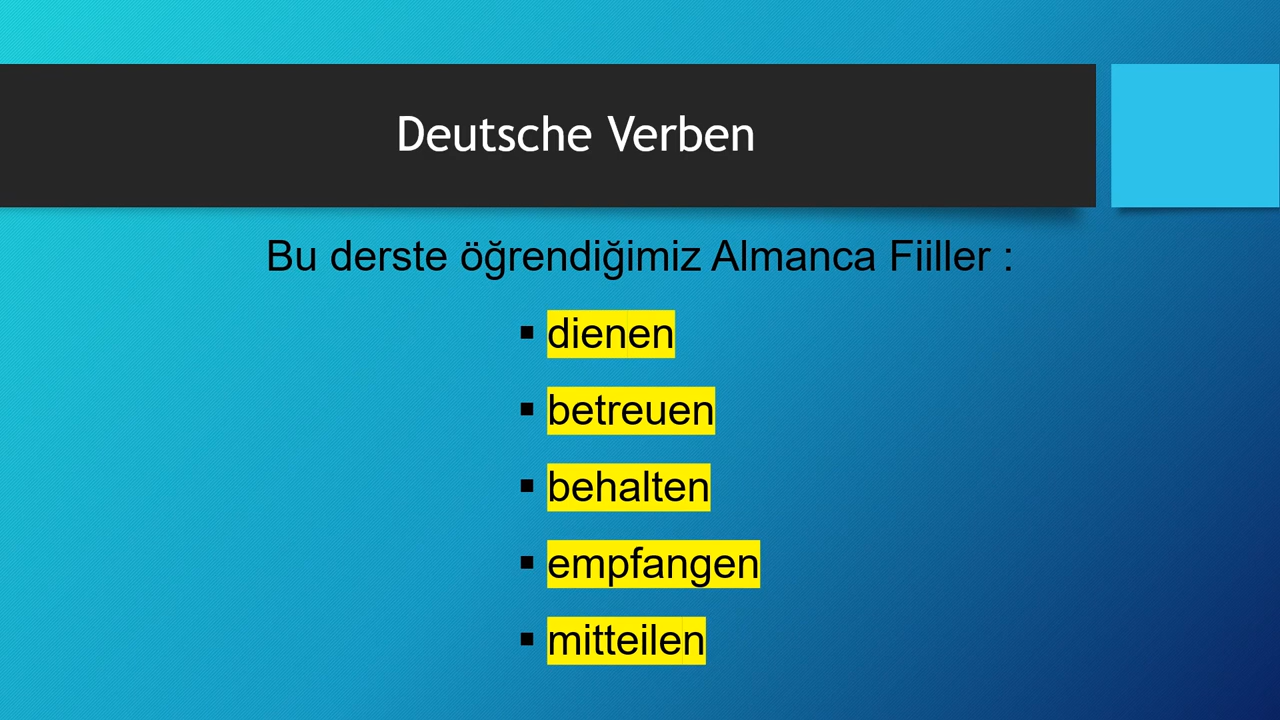 Deutsche Verben
Bu derste öğrendiğimiz Almanca Fiiller :
▪ dienen
▪ betreuen
▪ behalten
▪ empfangen
▪ mitteilen